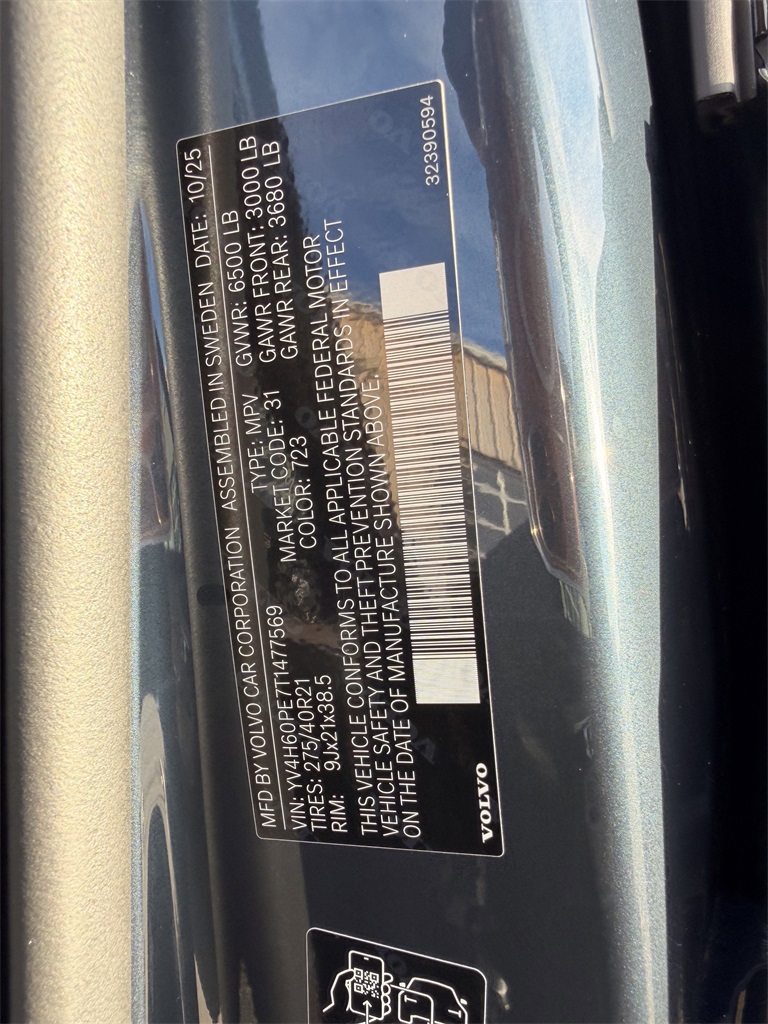 MFD BY VOLVO CAR CORPORATION ASSEMBLED IN SWEDEN DATE: 10/25
VIN: YV4H60PE7T1477569 TYPE: MPV GVWR: 6500 LB
TIRES: 275/40R21 MARKET CODE: 31 GAWR FRONT: 3000 LB
RIM: 9Jx21x38.5 COLOR: 723 GAWR REAR: 3680 LB
THIS VEHICLE CONFORMS TO ALL APPLICABLE FEDERAL MOTOR
VEHICLE SAFETY AND THEFT PREVENTION STANDARDS IN EFFECT
ON THE DATE OF MANUFACTURE SHOWN ABOVE.
VOLVO 32390594